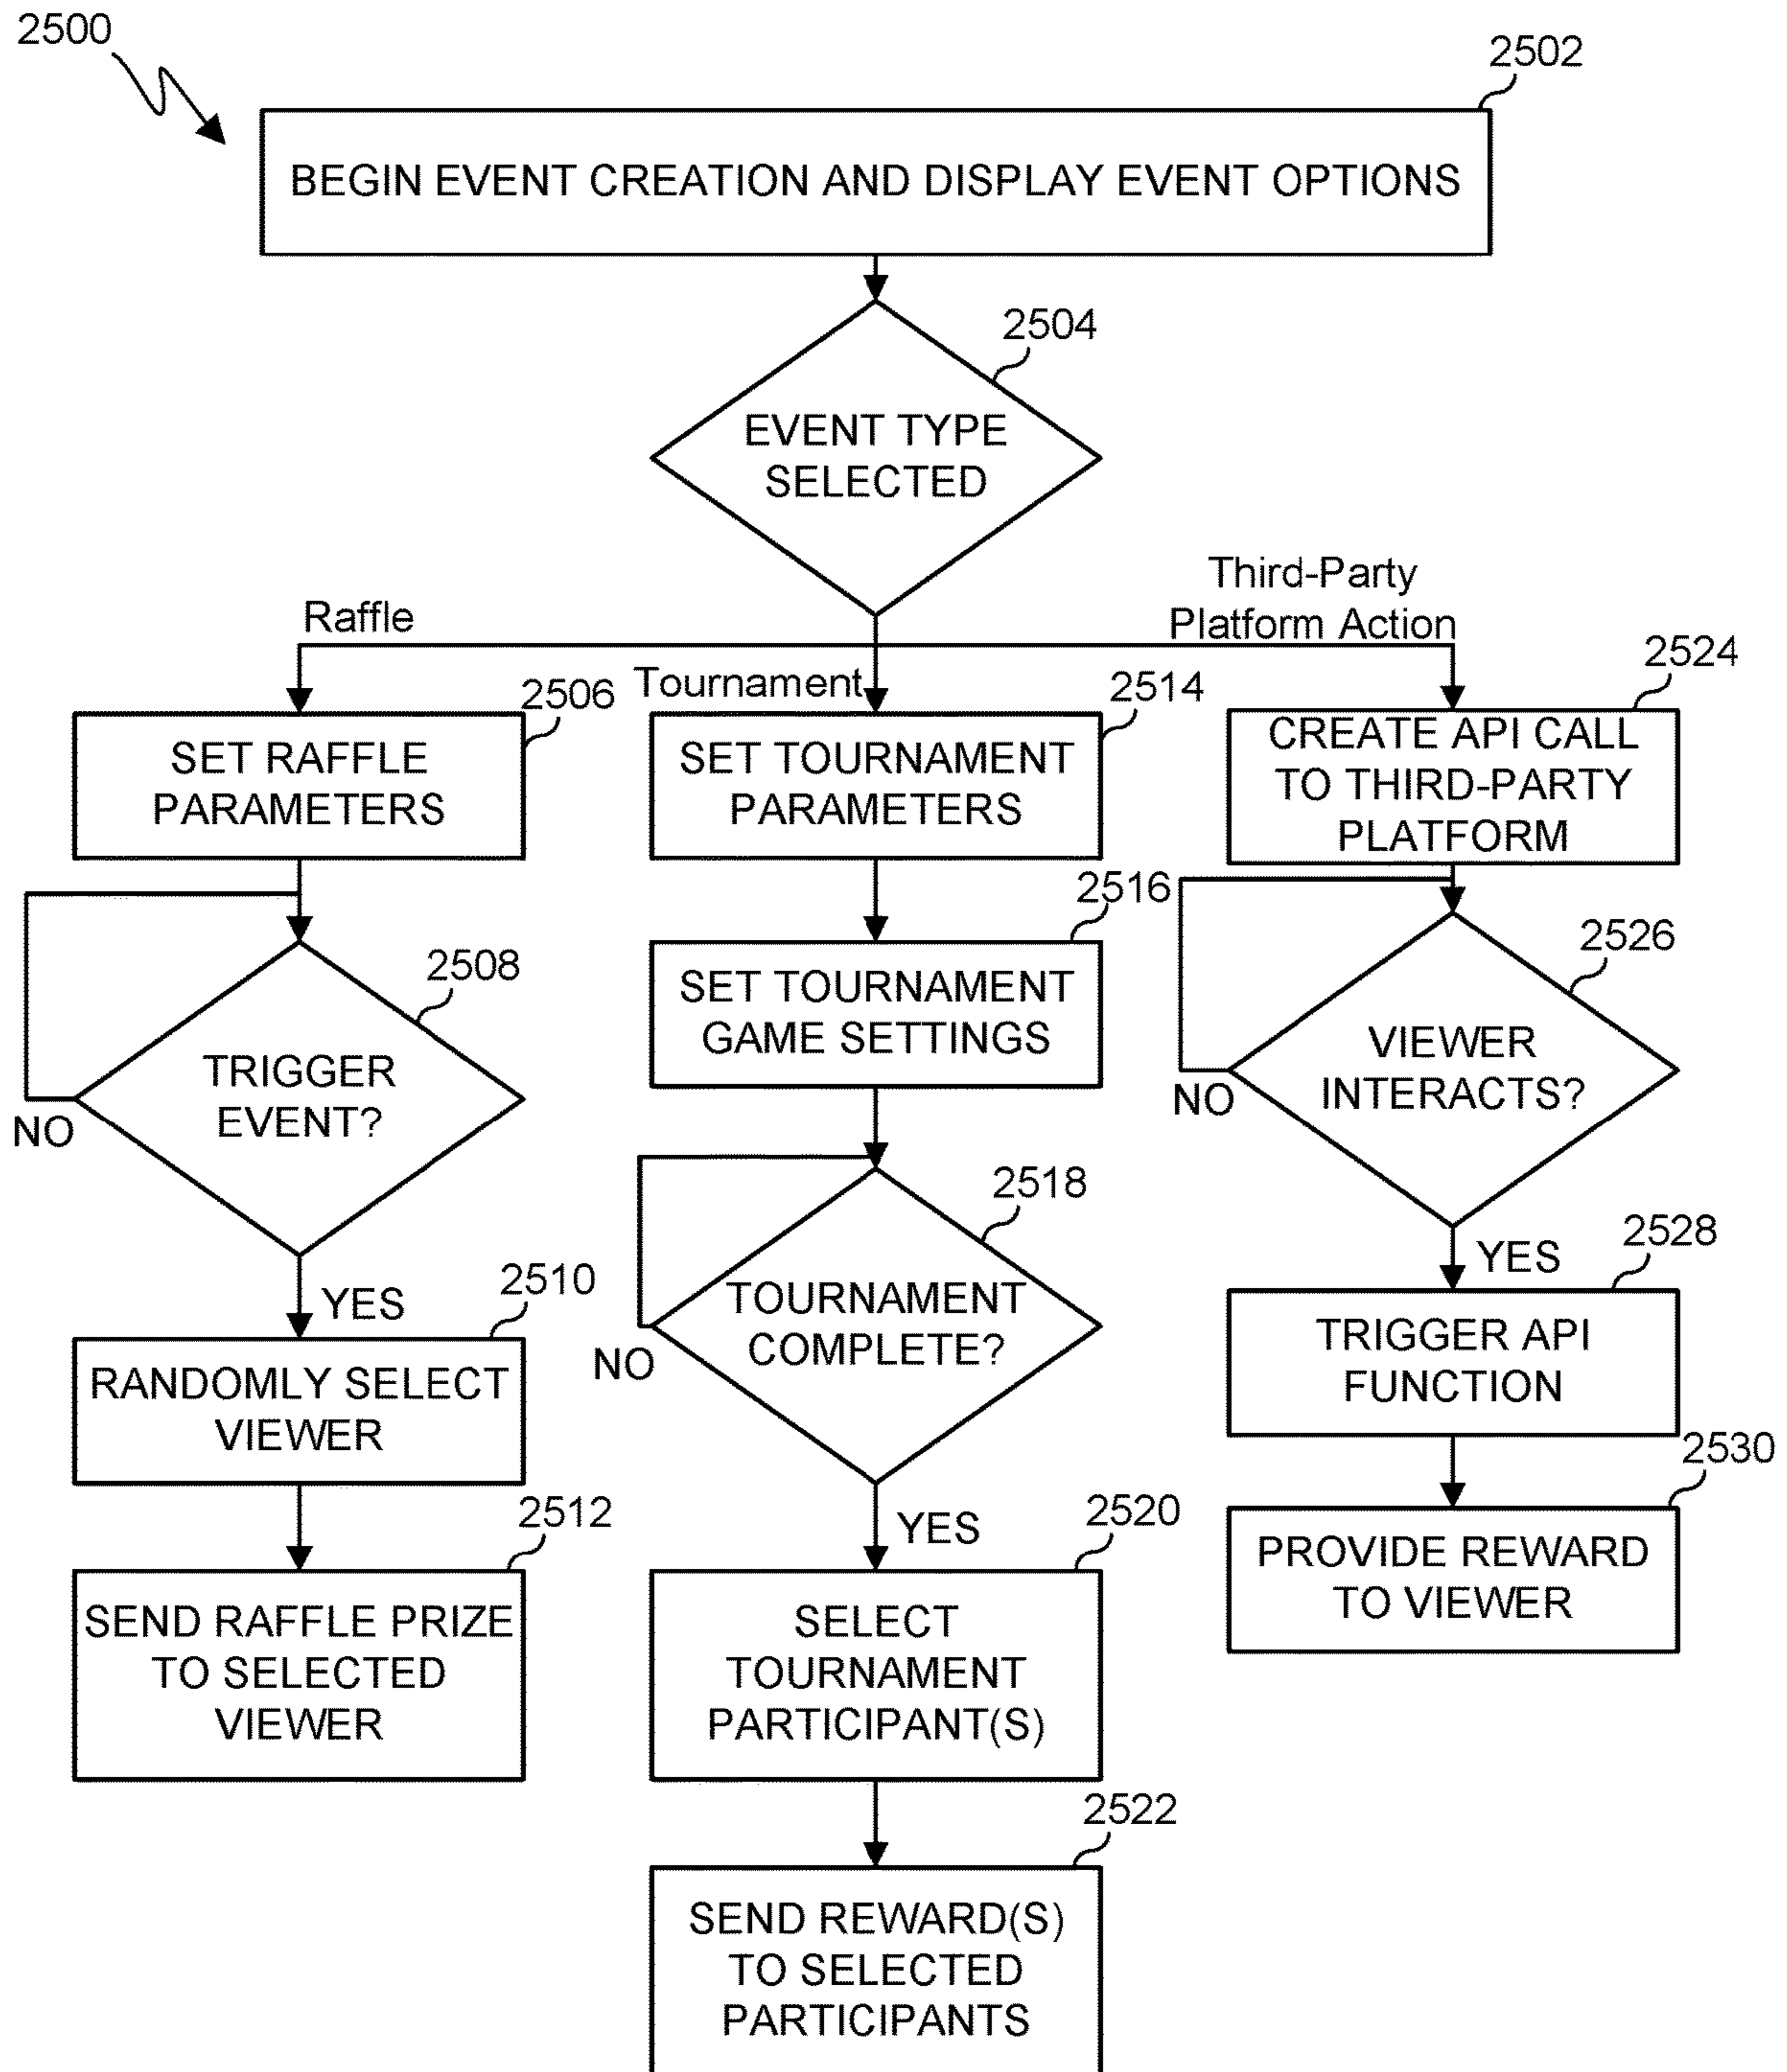 2500
2502
BEGIN EVENT CREATION AND DISPLAY EVENT OPTIONS
2504
EVENT TYPE
SELECTED
Raffle
Tournament
Third-Party
Platform Action
2506
SET RAFFLE
PARAMETERS
2508
TRIGGER
EVENT?
NO
YES
2510
RANDOMLY SELECT
VIEWER
2512
SEND RAFFLE PRIZE
TO SELECTED
VIEWER
2514
SET TOURNAMENT
PARAMETERS
2516
SET TOURNAMENT
GAME SETTINGS
2518
TOURNAMENT
COMPLETE?
NO
YES
2520
SELECT
TOURNAMENT
PARTICIPANT(S)
2522
SEND REWARD(S)
TO SELECTED
PARTICIPANTS
2524
CREATE API CALL
TO THIRD-PARTY
PLATFORM
2526
VIEWER
INTERACTS?
NO
YES
2528
TRIGGER API
FUNCTION
2530
PROVIDE REWARD
TO VIEWER